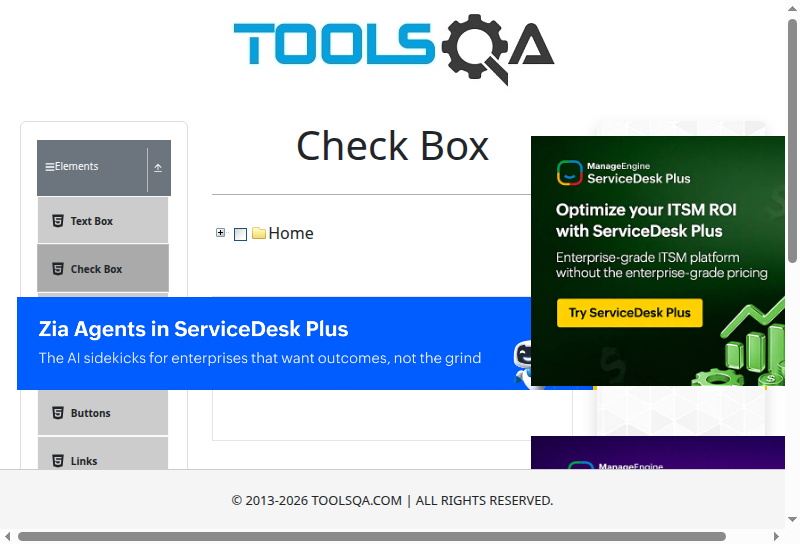 TOOLSQA
Check Box
Elements
Text Box
Check Box
Home
ManageEngine
ServiceDesk Plus
Optimize your ITSM ROI
with ServiceDesk Plus
Enterprise-grade ITSM platform
without the enterprise-grade pricing
Try ServiceDesk Plus
Zia Agents in ServiceDesk Plus
The AI sidekicks for enterprises that want outcomes, not the grind
Buttons
Links
ManageEngine
© 2013-2026 TOOLSQA.COM | ALL RIGHTS RESERVED.